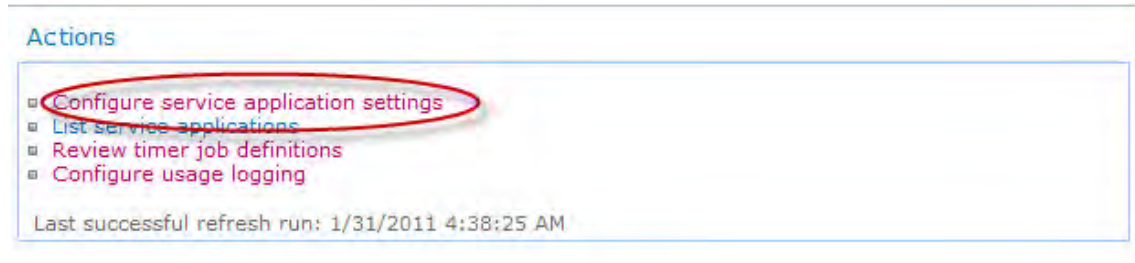 Actions
Configure service application settings
List service applications
Review timer job definitions
Configure usage logging
Last successful refresh run: 1/31/2011 4:38:25 AM